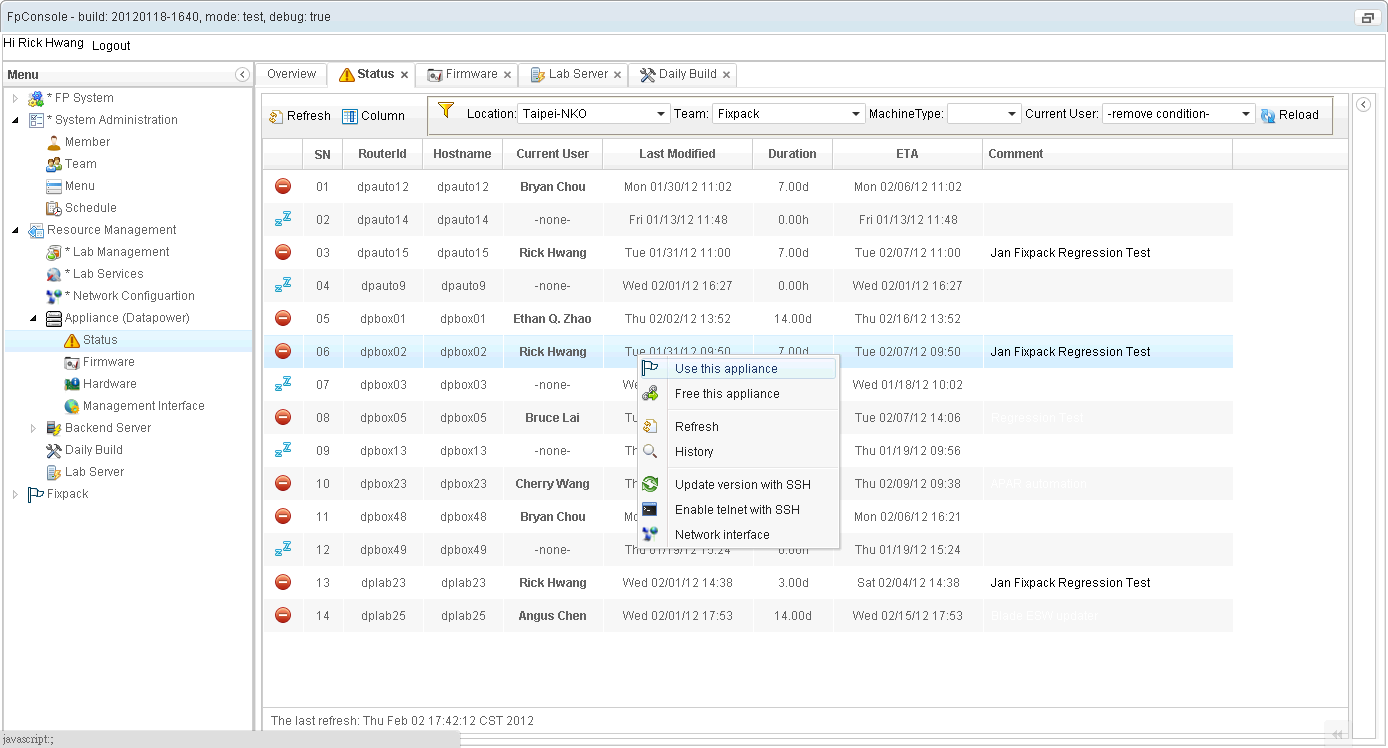 FpConsole - build: 20120118-1640, mode: test, debug: true
Hi Rick Hwang Logout
Menu
* FP System
* System Administration
Member
Team
Menu
Schedule
Resource Management
* Lab Management
* Lab Services
* Network Configuartion
Appliance (Datapower)
Status
Firmware
Hardware
Management Interface
Backend Server
Daily Build
Lab Server
Fixpack
Overview Status Firmware Lab Server Daily Build
Refresh Column Location: Taipei-NKO Team: Fixpack MachineType: Current User: -remove condition- Reload
SN RouterId Hostname Current User Last Modified Duration ETA Comment
01 dpauto12 dpauto12 Bryan Chou Mon 01/30/12 11:02 7.00d Mon 02/06/12 11:02
02 dpauto14 dpauto14 -none- Fri 01/13/12 11:48 0.00h Fri 01/13/12 11:48
03 dpauto15 dpauto15 Rick Hwang Tue 01/31/12 11:00 7.00d Tue 02/07/12 11:00 Jan Fixpack Regression Test
04 dpauto9 dpauto9 -none- Wed 02/01/12 16:27 0.00h Wed 02/01/12 16:27
05 dpbox01 dpbox01 Ethan Q. Zhao Thu 02/02/12 13:52 14.00d Thu 02/16/12 13:52
06 dpbox02 dpbox02 Rick Hwang Tue 01/31/12 09:50 7.00d Tue 02/07/12 09:50 Jan Fixpack Regression Test
07 dpbox03 dpbox03 -none- Wed 01/18/12 10:02
08 dpbox05 dpbox05 Bruce Lai Tue 02/07/12 14:06 Regression Test
09 dpbox13 dpbox13 -none- Thu 01/19/12 09:56
10 dpbox23 dpbox23 Cherry Wang Thu 02/09/12 09:38 APAR automation
11 dpbox48 dpbox48 Bryan Chou Mon 02/06/12 16:21
12 dpbox49 dpbox49 -none- Thu 01/19/12 15:24 0.00h Thu 01/19/12 15:24
13 dplab23 dplab23 Rick Hwang Wed 02/01/12 14:38 3.00d Sat 02/04/12 14:38 Jan Fixpack Regression Test
14 dplab25 dplab25 Angus Chen Wed 02/01/12 17:53 14.00d Wed 02/15/12 17:53 Blade
Use this appliance
Free this appliance
Refresh
History
Update version with SSH
Enable telnet with SSH
Network interface
The last refresh: Thu Feb 02 17:42:12 CST 2012
javascript:;